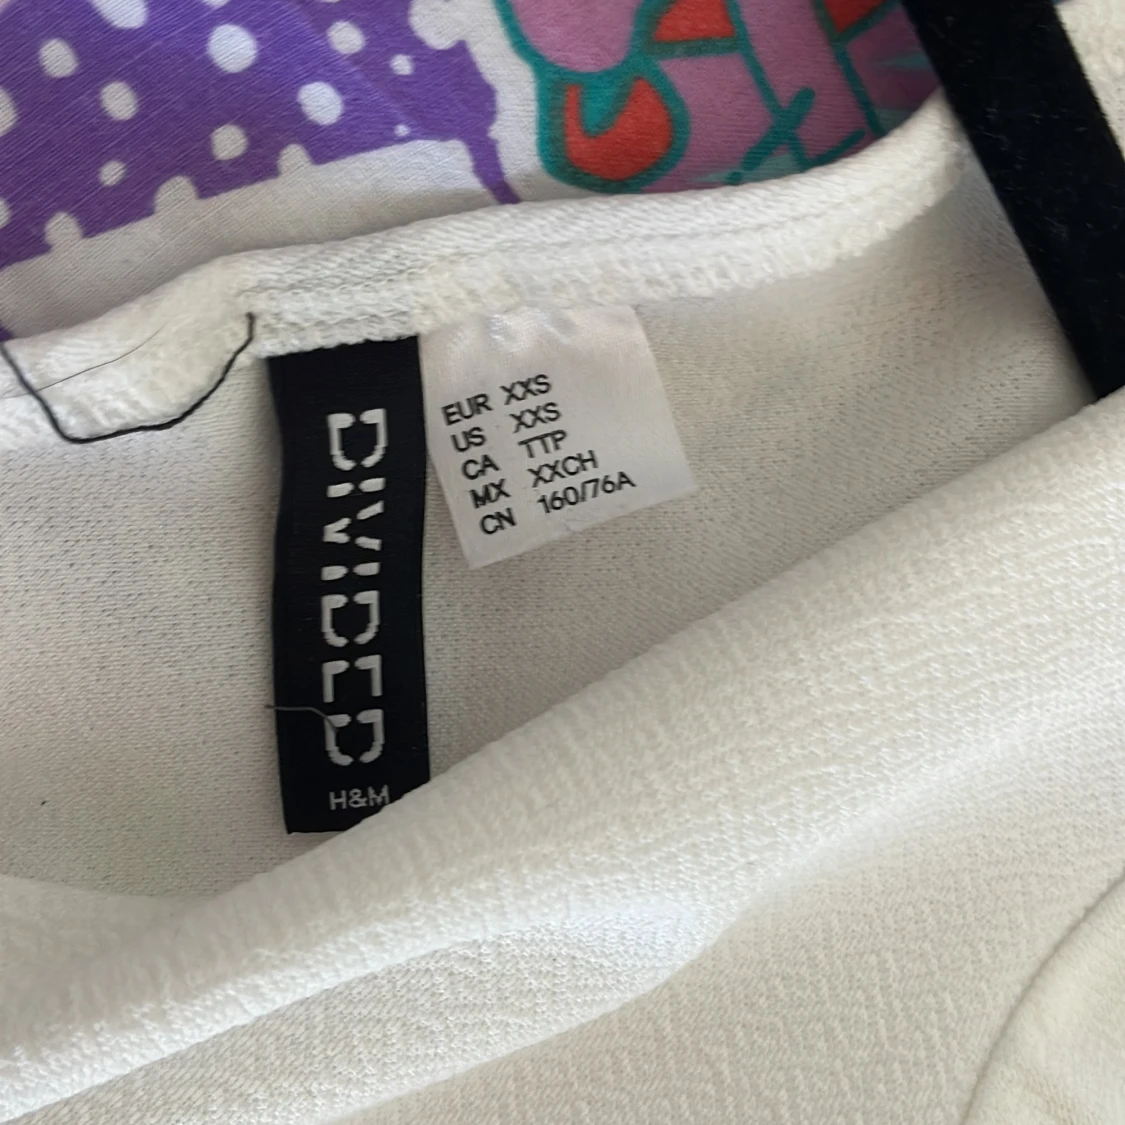 DIVIDED
H&M
EUR XXS
US XXS
CA TTP
MX XXCH
CN 160/76A